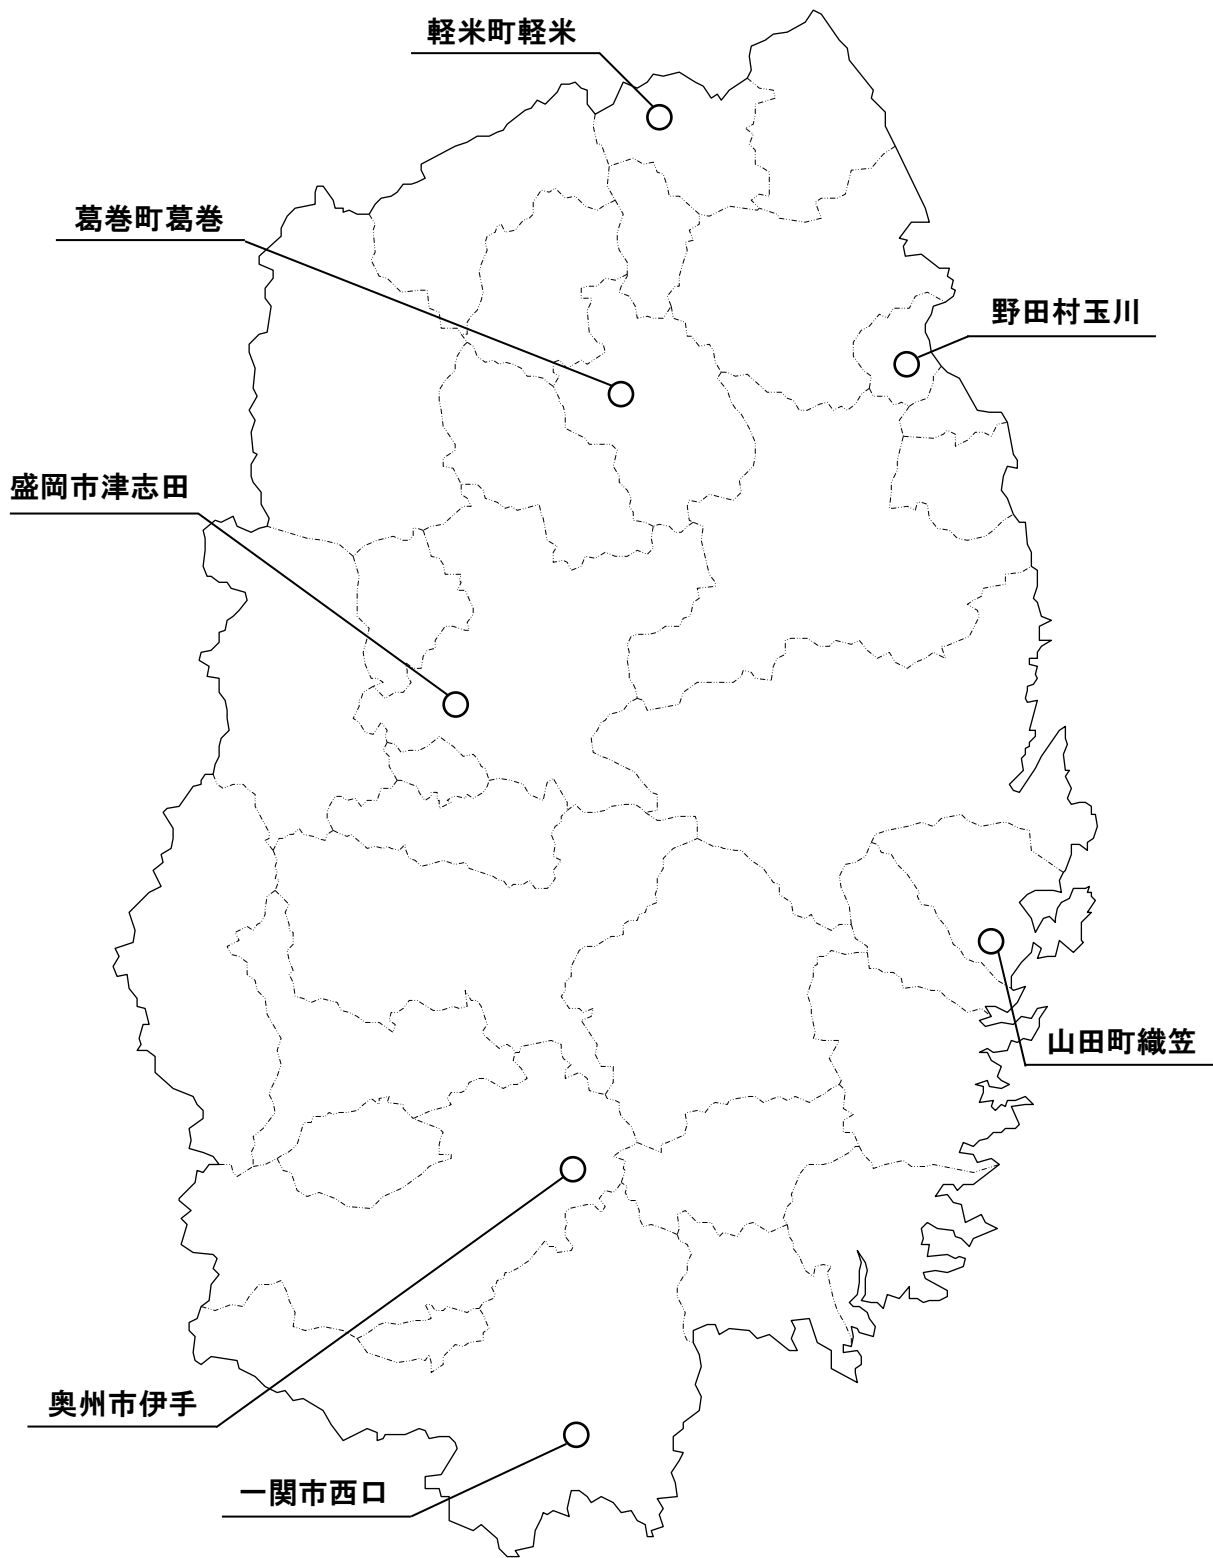 軽米町軽米
葛巻町葛巻
野田村玉川
盛岡市津志田
山田町織笠
奥州市伊手
一関市西口